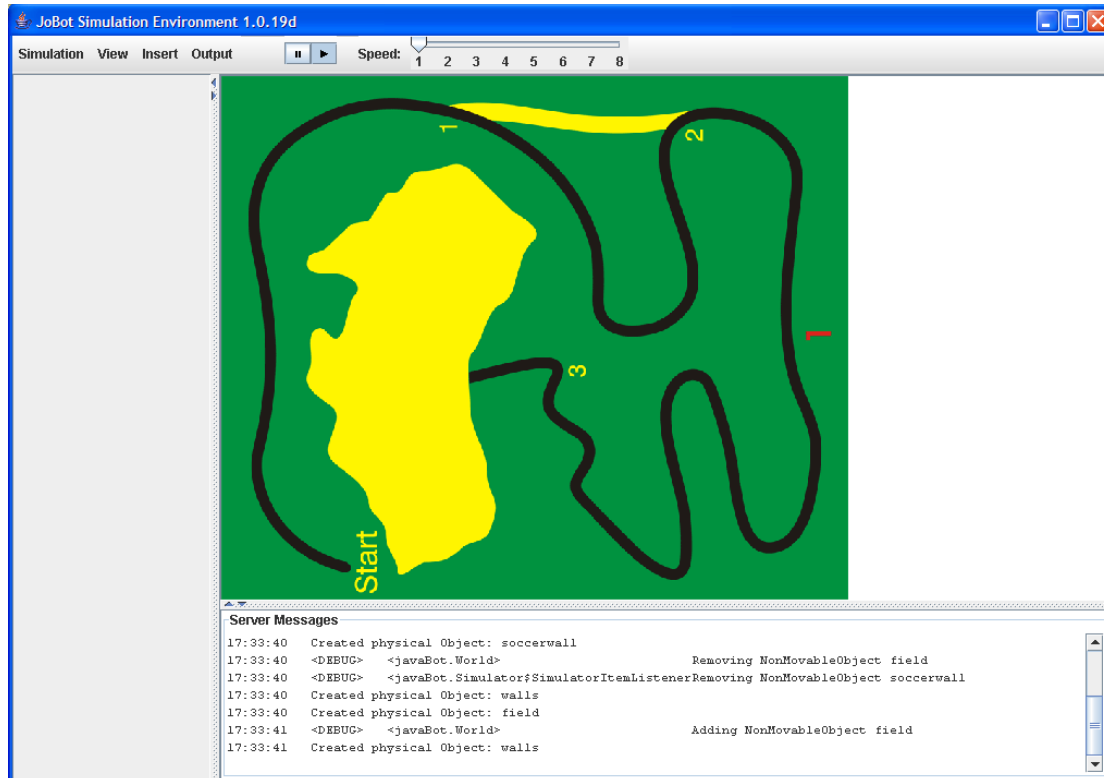 JoBot Simulation Environment 1.0.19d
Simulation View Insert Output Speed:
1 2 3 4 5 6 7 8
1
2
3
1
Start
Server Messages
17:33:40 Created physical Object: soccerwall
17:33:40 <DEBUG> <javaBot.World> Removing NonMovableObject field
17:33:40 <DEBUG> <javaBot.Simulator$SimulatorItemListenerRemoving NonMovableObject soccerwall
17:33:40 Created physical Object: walls
17:33:40 Created physical Object: field
17:33:41 <DEBUG> <javaBot.World> Adding NonMovableObject field
17:33:41 Created physical Object: walls